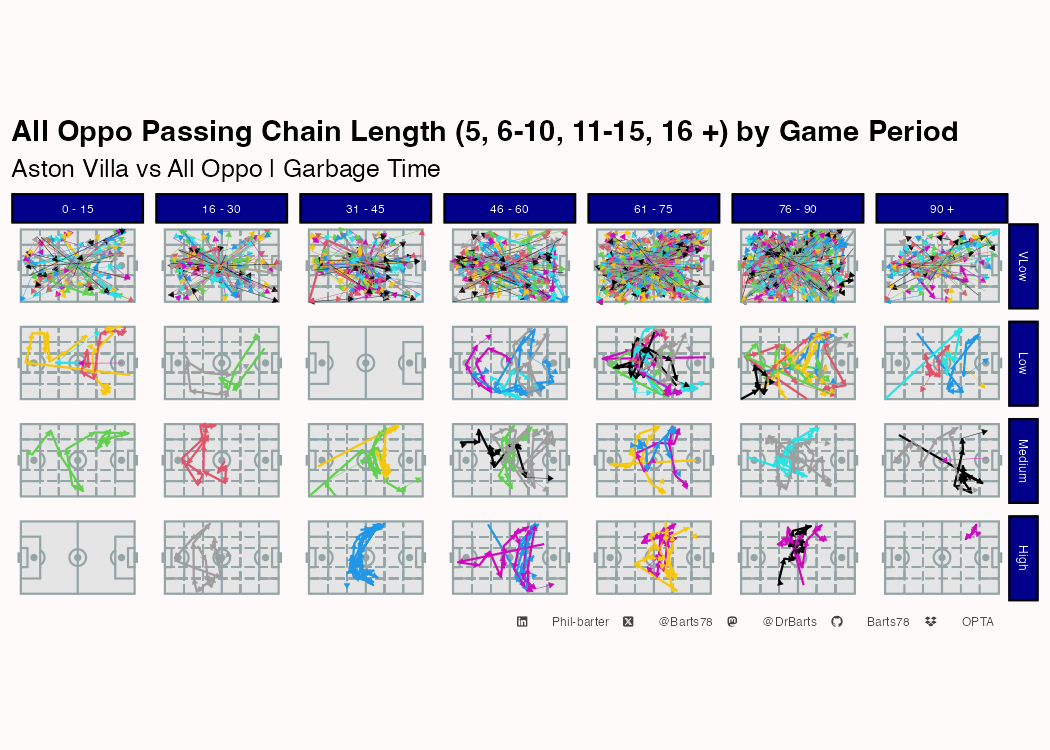 All Oppo Passing Chain Length (5, 6-10, 11-15, 16 +) by Game Period
Aston Villa vs All Oppo | Garbage Time
0 - 15 16 - 30 31 - 45 46 - 60 61 - 75 76 - 90 90 +
VLow
Low
Medium
High
Phil-barter @Barts78 @DrBarts Barts78 OPTA